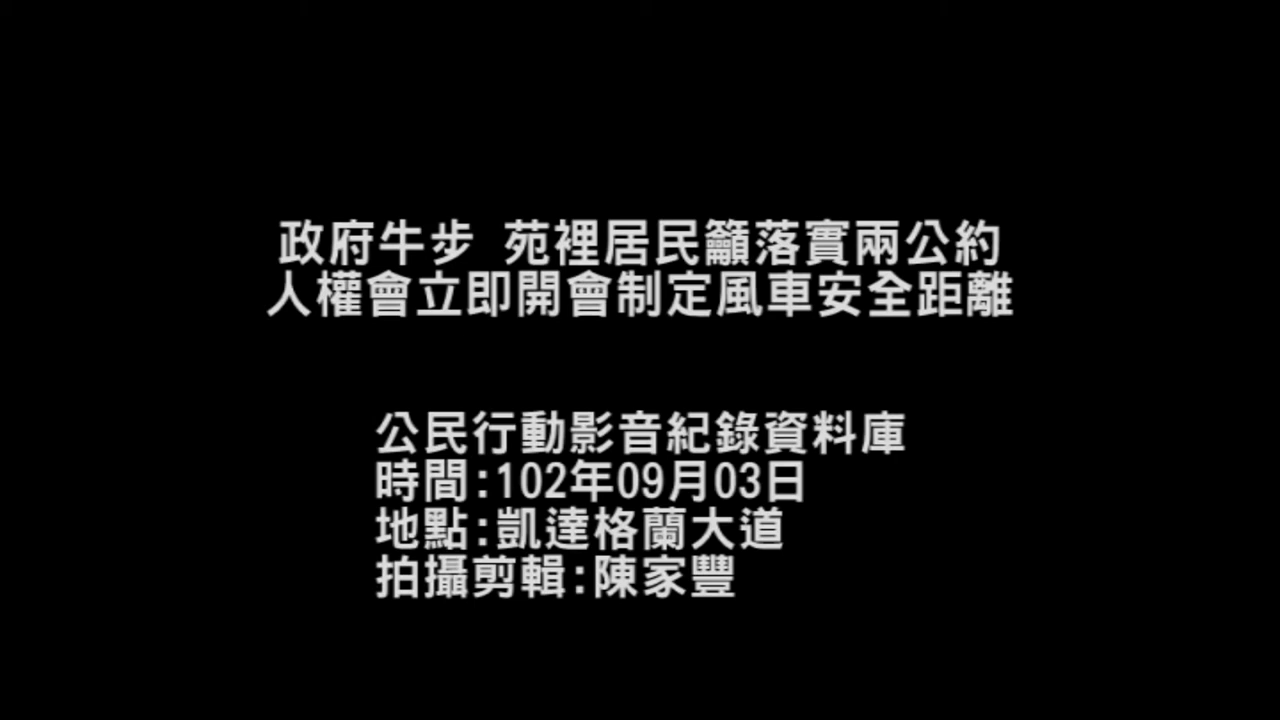 政府牛步 苑裡居民籲落實兩公約
人權會立即開會制定風車安全距離
公民行動影音紀錄資料庫
時間:102年09月03日
地點:凱達格蘭大道
拍攝剪輯:陳家豐